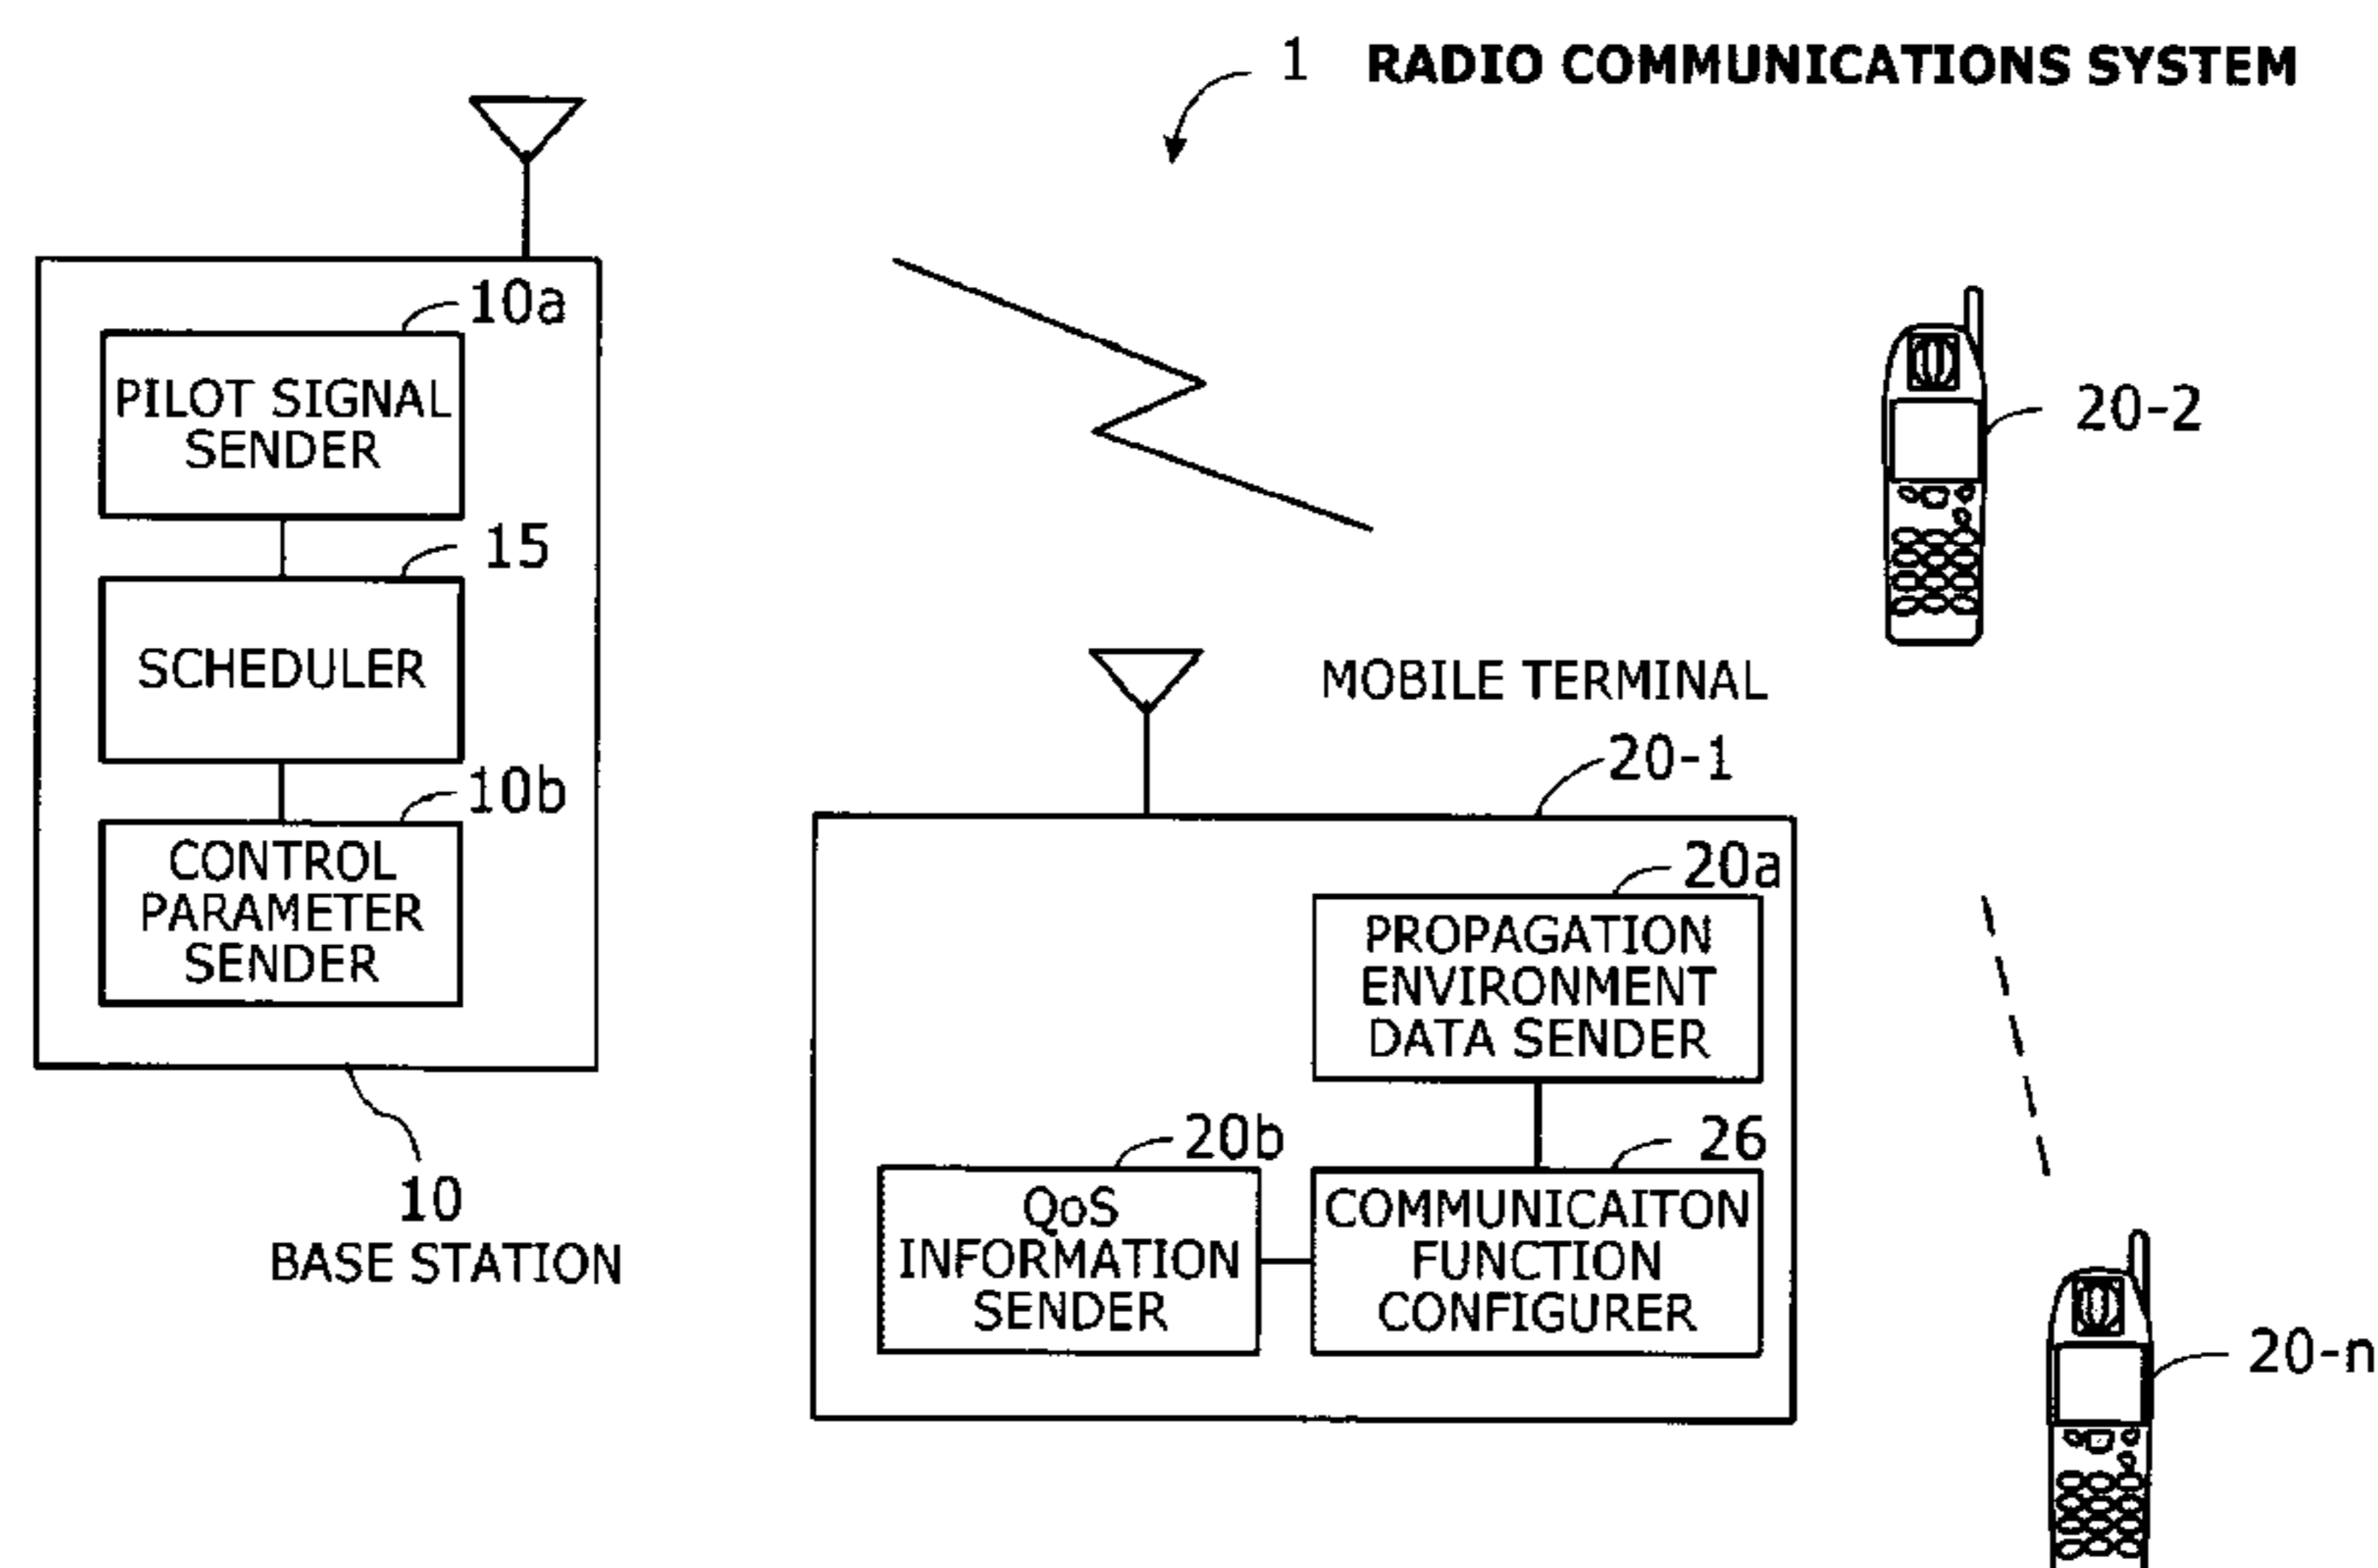 1 RADIO COMMUNICATIONS SYSTEM
10a
PILOT SIGNAL
SENDER
15
SCHEDULER
10b
CONTROL
PARAMETER
SENDER
10
BASE STATION
20-2
MOBILE TERMINAL
20-1
20a
PROPAGATION
ENVIRONMENT
DATA SENDER
20b
QoS
INFORMATION
SENDER
26
COMMUNICAITON
FUNCTION
CONFIGURER
20-n